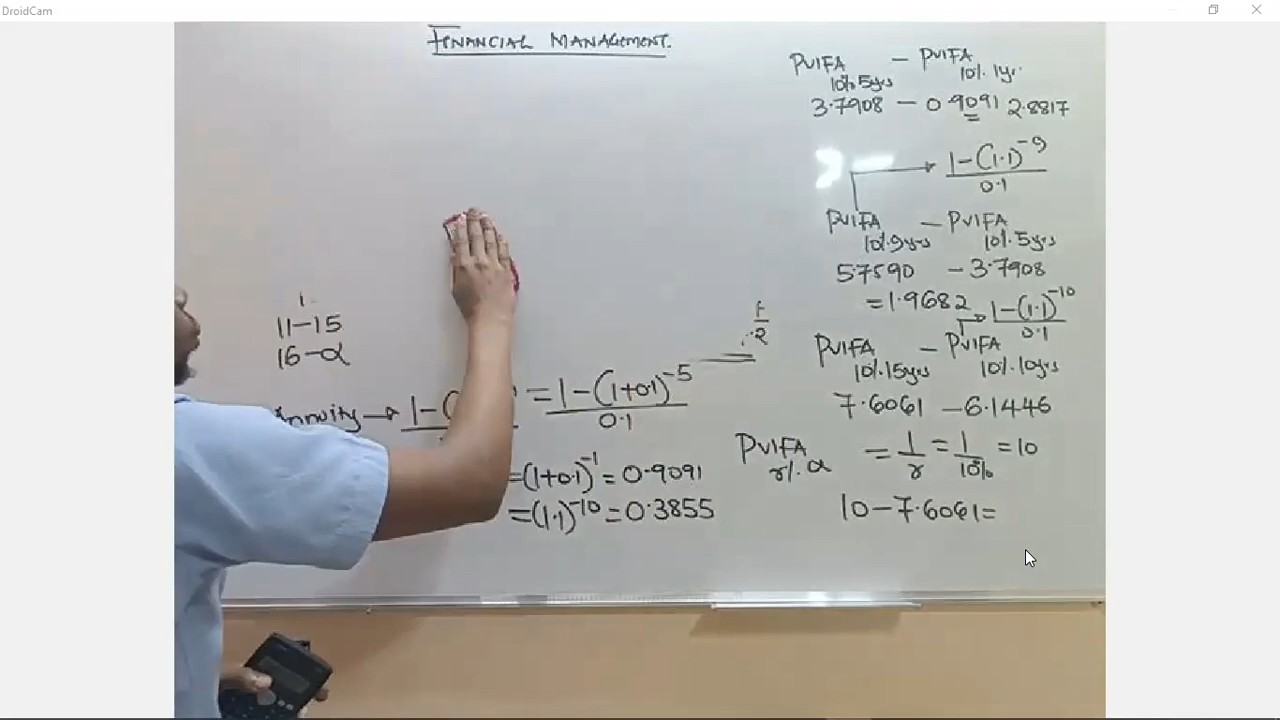 DroidCam
FINANCIAL MANAGEMENT.
11-15
16-α
Annuity → 1-( = 1-(1+0.1)^-5
0.1
=(1+0.1)^-1 = 0.9091
=(1.1)^-10 = 0.3855
1
.2
PVIFA - PVIFA
10% 5yrs 10%. 1yr.
3.7908 - 0.9091 2.8817
1-(1.1)^-9
0.1
PVIFA - PVIFA
10%.9yrs 10%.5yrs
5.7590 - 3.7908
= 1.9682
1-(1.1)^-10
0.1
PVIFA - PVIFA
10%.15yrs 10%.10yrs
7.6061 - 6.1446
PVIFA r%.α = 1/r = 1/10% = 10
10-7.6061=